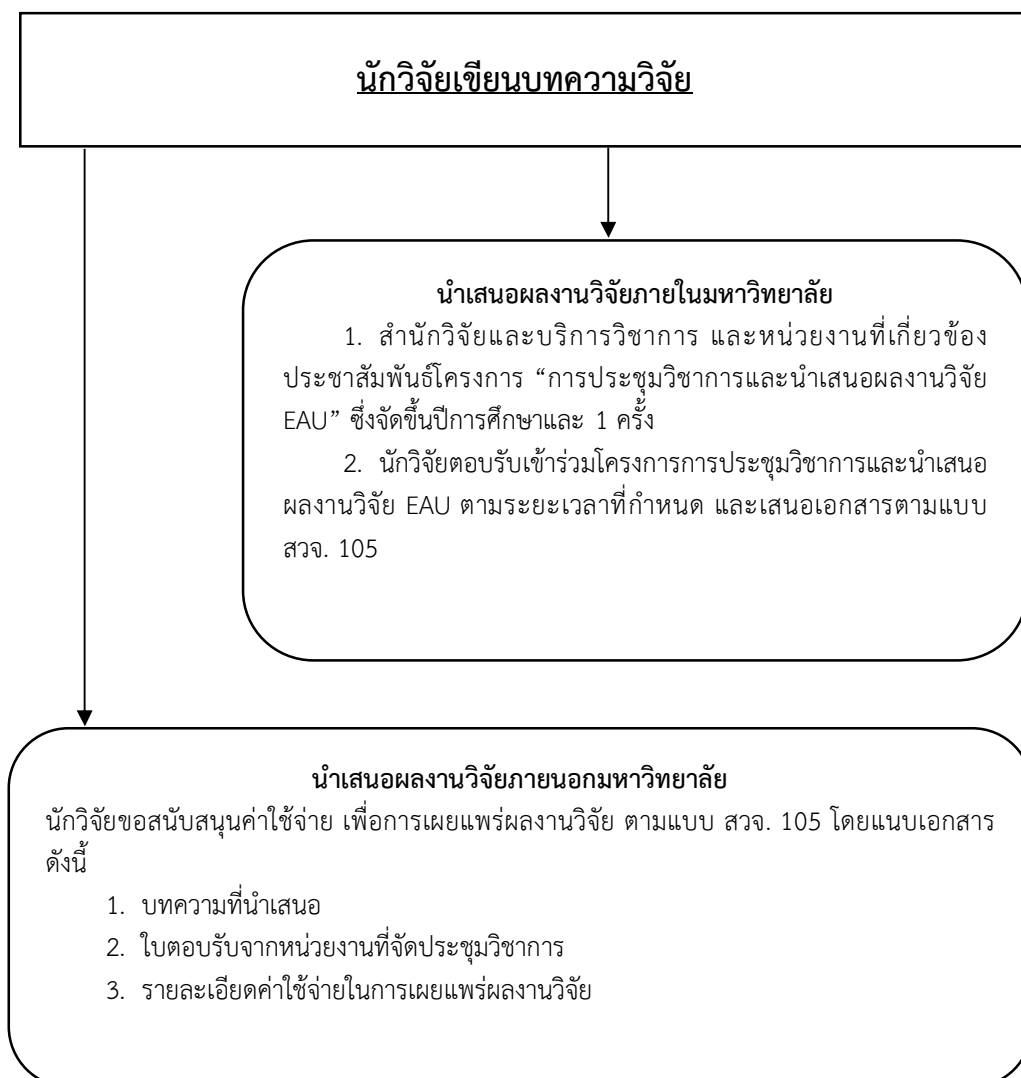 นักวิจัยเขียนบทความวิจัย
นำเสนอผลงานวิจัยภายในมหาวิทยาลัย
1. สำนักวิจัยและบริการวิชาการ และหน่วยงานที่เกี่ยวข้อง
ประชาสัมพันธ์โครงการ “การประชุมวิชาการและนำเสนอผลงานวิจัย
EAU” ซึ่งจัดขึ้นปีการศึกษาและ 1 ครั้ง
2. นักวิจัยตอบรับเข้าร่วมโครงการการประชุมวิชาการและนำเสนอ
ผลงานวิจัย EAU ตามระยะเวลาที่กำหนด และเสนอเอกสารตามแบบ
สวจ. 105
นำเสนอผลงานวิจัยภายนอกมหาวิทยาลัย
นักวิจัยขอสนับสนุนค่าใช้จ่าย เพื่อการเผยแพร่ผลงานวิจัย ตามแบบ สวจ. 105 โดยแนบเอกสาร
ดังนี้
1. บทความที่นำเสนอ
2. ใบตอบรับจากหน่วยงานที่จัดประชุมวิชาการ
3. รายละเอียดค่าใช้จ่ายในการเผยแพร่ผลงานวิจัย